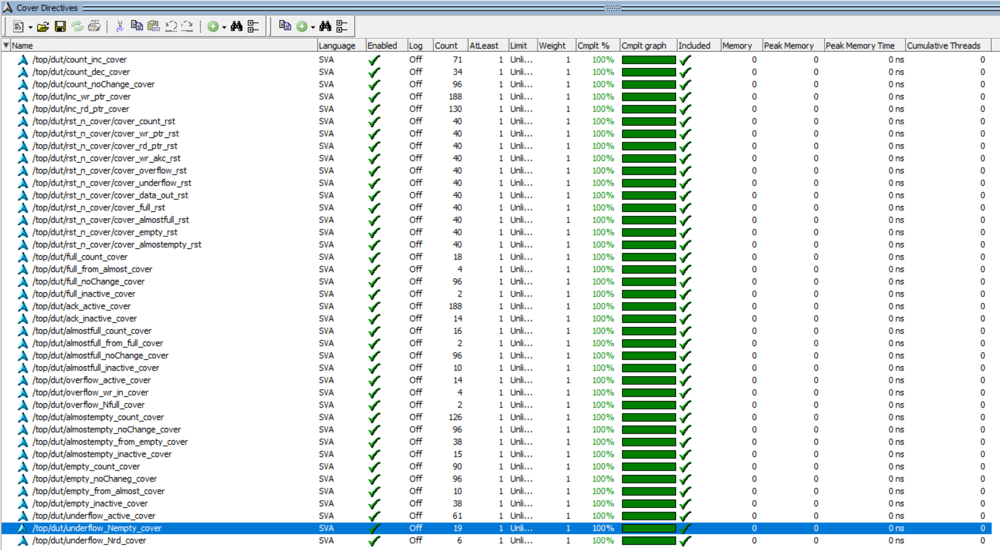 Cover Directives
Name Language Enabled Log Count AtLeast Limit Weight Cmplt % Cmplt graph Included Memory Peak Memory Peak Memory Time Cumulative Threads
/top/dut/count_inc_cover SVA Off 71 1 Unli... 1 100% 0 0 0 ns 0
/top/dut/count_dec_cover SVA Off 34 1 Unli... 1 100% 0 0 0 ns 0
/top/dut/count_noChange_cover SVA Off 96 1 Unli... 1 100% 0 0 0 ns 0
/top/dut/inc_wr_ptr_cover SVA Off 188 1 Unli... 1 100% 0 0 0 ns 0
/top/dut/inc_rd_ptr_cover SVA Off 130 1 Unli... 1 100% 0 0 0 ns 0
/top/dut/rst_n_cover/cover_count_rst SVA Off 40 1 Unli... 1 100% 0 0 0 ns 0
/top/dut/rst_n_cover/cover_wr_ptr_rst SVA Off 40 1 Unli... 1 100% 0 0 0 ns 0
/top/dut/rst_n_cover/cover_rd_ptr_rst SVA Off 40 1 Unli... 1 100% 0 0 0 ns 0
/top/dut/rst_n_cover/cover_wr_akc_rst SVA Off 40 1 Unli... 1 100% 0 0 0 ns 0
/top/dut/rst_n_cover/cover_overflow_rst SVA Off 40 1 Unli... 1 100% 0 0 0 ns 0
/top/dut/rst_n_cover/cover_underflow_rst SVA Off 40 1 Unli... 1 100% 0 0 0 ns 0
/top/dut/rst_n_cover/cover_data_out_rst SVA Off 40 1 Unli... 1 100% 0 0 0 ns 0
/top/dut/rst_n_cover/cover_full_rst SVA Off 40 1 Unli... 1 100% 0 0 0 ns 0
/top/dut/rst_n_cover/cover_almostfull_rst SVA Off 40 1 Unli... 1 100% 0 0 0 ns 0
/top/dut/rst_n_cover/cover_empty_rst SVA Off 40 1 Unli... 1 100% 0 0 0 ns 0
/top/dut/rst_n_cover/cover_almostempty_rst SVA Off 40 1 Unli... 1 100% 0 0 0 ns 0
/top/dut/full_count_cover SVA Off 18 1 Unli... 1 100% 0 0 0 ns 0
/top/dut/full_from_almost_cover SVA Off 4 1 Unli... 1 100% 0 0 0 ns 0
/top/dut/full_noChange_cover SVA Off 96 1 Unli... 1 100% 0 0 0 ns 0
/top/dut/full_inactive_cover SVA Off 2 1 Unli... 1 100% 0 0 0 ns 0
/top/dut/ack_active_cover SVA Off 188 1 Unli... 1 100% 0 0 0 ns 0
/top/dut/ack_inactive_cover SVA Off 14 1 Unli... 1 100% 0 0 0 ns 0
/top/dut/almostfull_count_cover SVA Off 16 1 Unli... 1 100% 0 0 0 ns 0
/top/dut/almostfull_from_full_cover SVA Off 2 1 Unli... 1 100% 0 0 0 ns 0
/top/dut/almostfull_noChange_cover SVA Off 96 1 Unli... 1 100% 0 0 0 ns 0
/top/dut/almostfull_inactive_cover SVA Off 10 1 Unli... 1 100% 0 0 0 ns 0
/top/dut/overflow_active_cover SVA Off 14 1 Unli... 1 100% 0 0 0 ns 0
/top/dut/overflow_wr_in_cover SVA Off 4 1 Unli... 1 100% 0 0 0 ns 0
/top/dut/overflow_Nfull_cover SVA Off 2 1 Unli... 1 100% 0 0 0 ns 0
/top/dut/almostempty_count_cover SVA Off 126 1 Unli... 1 100% 0 0 0 ns 0
/top/dut/almostempty_noChange_cover SVA Off 96 1 Unli... 1 100% 0 0 0 ns 0
/top/dut/almostempty_from_empty_cover SVA Off 38 1 Unli... 1 100% 0 0 0 ns 0
/top/dut/almostempty_inactive_cover SVA Off 15 1 Unli... 1 100% 0 0 0 ns 0
/top/dut/empty_count_cover SVA Off 90 1 Unli... 1 100% 0 0 0 ns 0
/top/dut/empty_noChaneg_cover SVA Off 96 1 Unli... 1 100% 0 0 0 ns 0
/top/dut/empty_from_almost_cover SVA Off 10 1 Unli... 1 100% 0 0 0 ns 0
/top/dut/empty_inactive_cover SVA Off 38 1 Unli... 1 100% 0 0 0 ns 0
/top/dut/underflow_active_cover SVA Off 61 1 Unli... 1 100% 0 0 0 ns 0
/top/dut/underflow_Nempty_cover SVA Off 19 1 Unli... 1 100% 0 0 0 ns 0
/top/dut/underflow_Nrd_cover SVA Off 6 1 Unli... 1 100% 0 0 0 ns 0